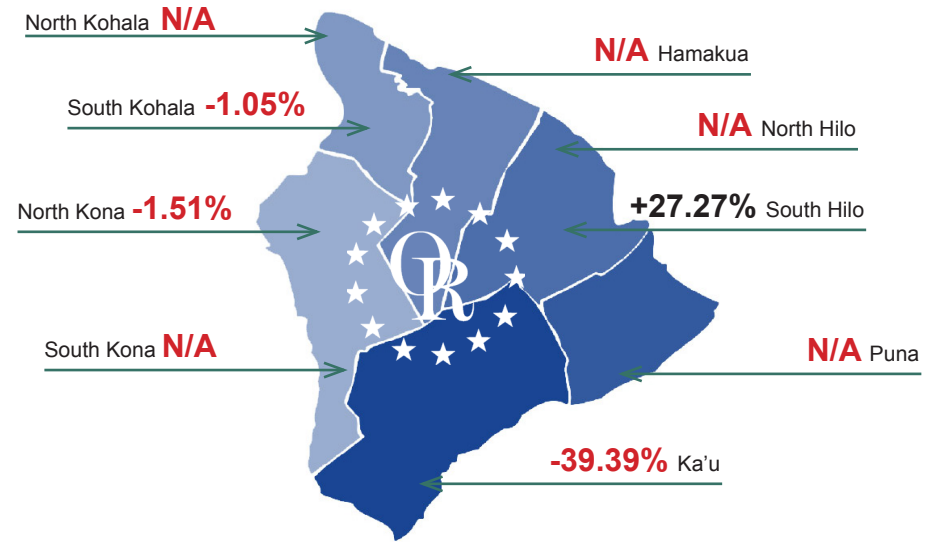 North Kohala N/A
N/A Hamakua
South Kohala -1.05%
N/A North Hilo
North Kona -1.51%
+27.27% South Hilo
OR
South Kona N/A
N/A Puna
-39.39% Ka’u